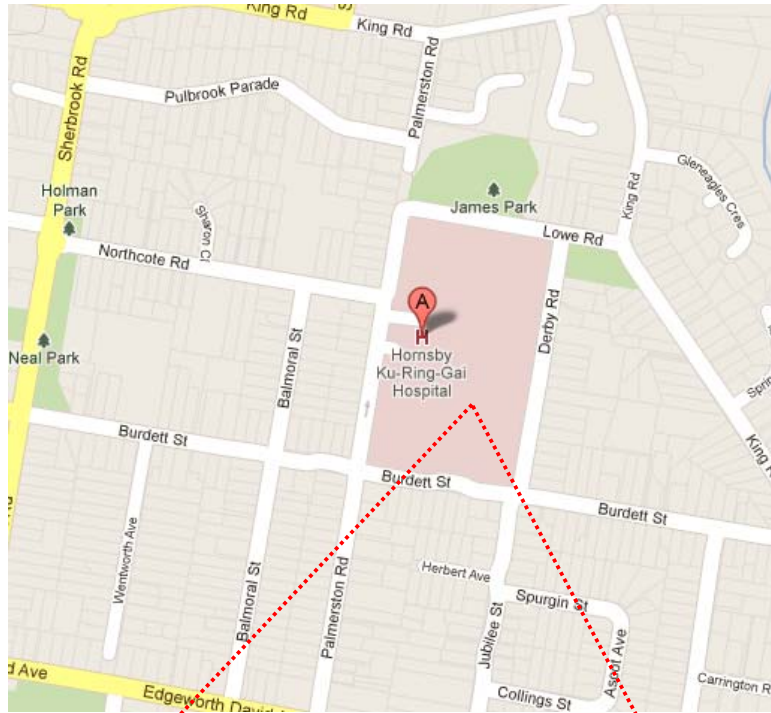 King Rd
King Rd
Palmerston Rd
Pulbrook Parade
Sherbrook Rd
Gleneagles Cres
Holman
Park
King Rd
James Park
Sharon Cl
Lowe Rd
Northcote Rd
A
Derby Rd
H
Hornsby
Ku-Ring-Gai
Hospital
Neal Park
Balmoral St
Burdett St
King
Burdett St
Burdett St
Wentworth Ave
Herbert Ave
Spurgin St
Balmoral St
Palmerston Rd
Jubilee St
Ascot Ave
Carrington R
d Ave
Edgeworth David
Collings St